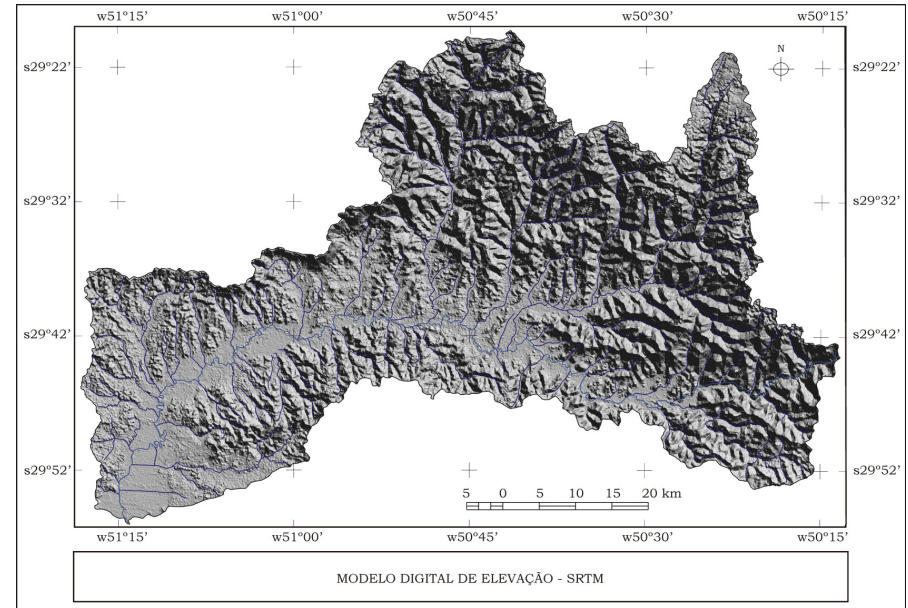 w51°15' w51°00' w50°45' w50°30' w50°15'
N
s29°22' s29°22'
s29°32' s29°32'
s29°42' s29°42'
s29°52' s29°52'
5 0 5 10 15 20 km
w51°15' w51°00' w50°45' w50°30' w50°15'
MODELO DIGITAL DE ELEVAÇÃO - SRTM